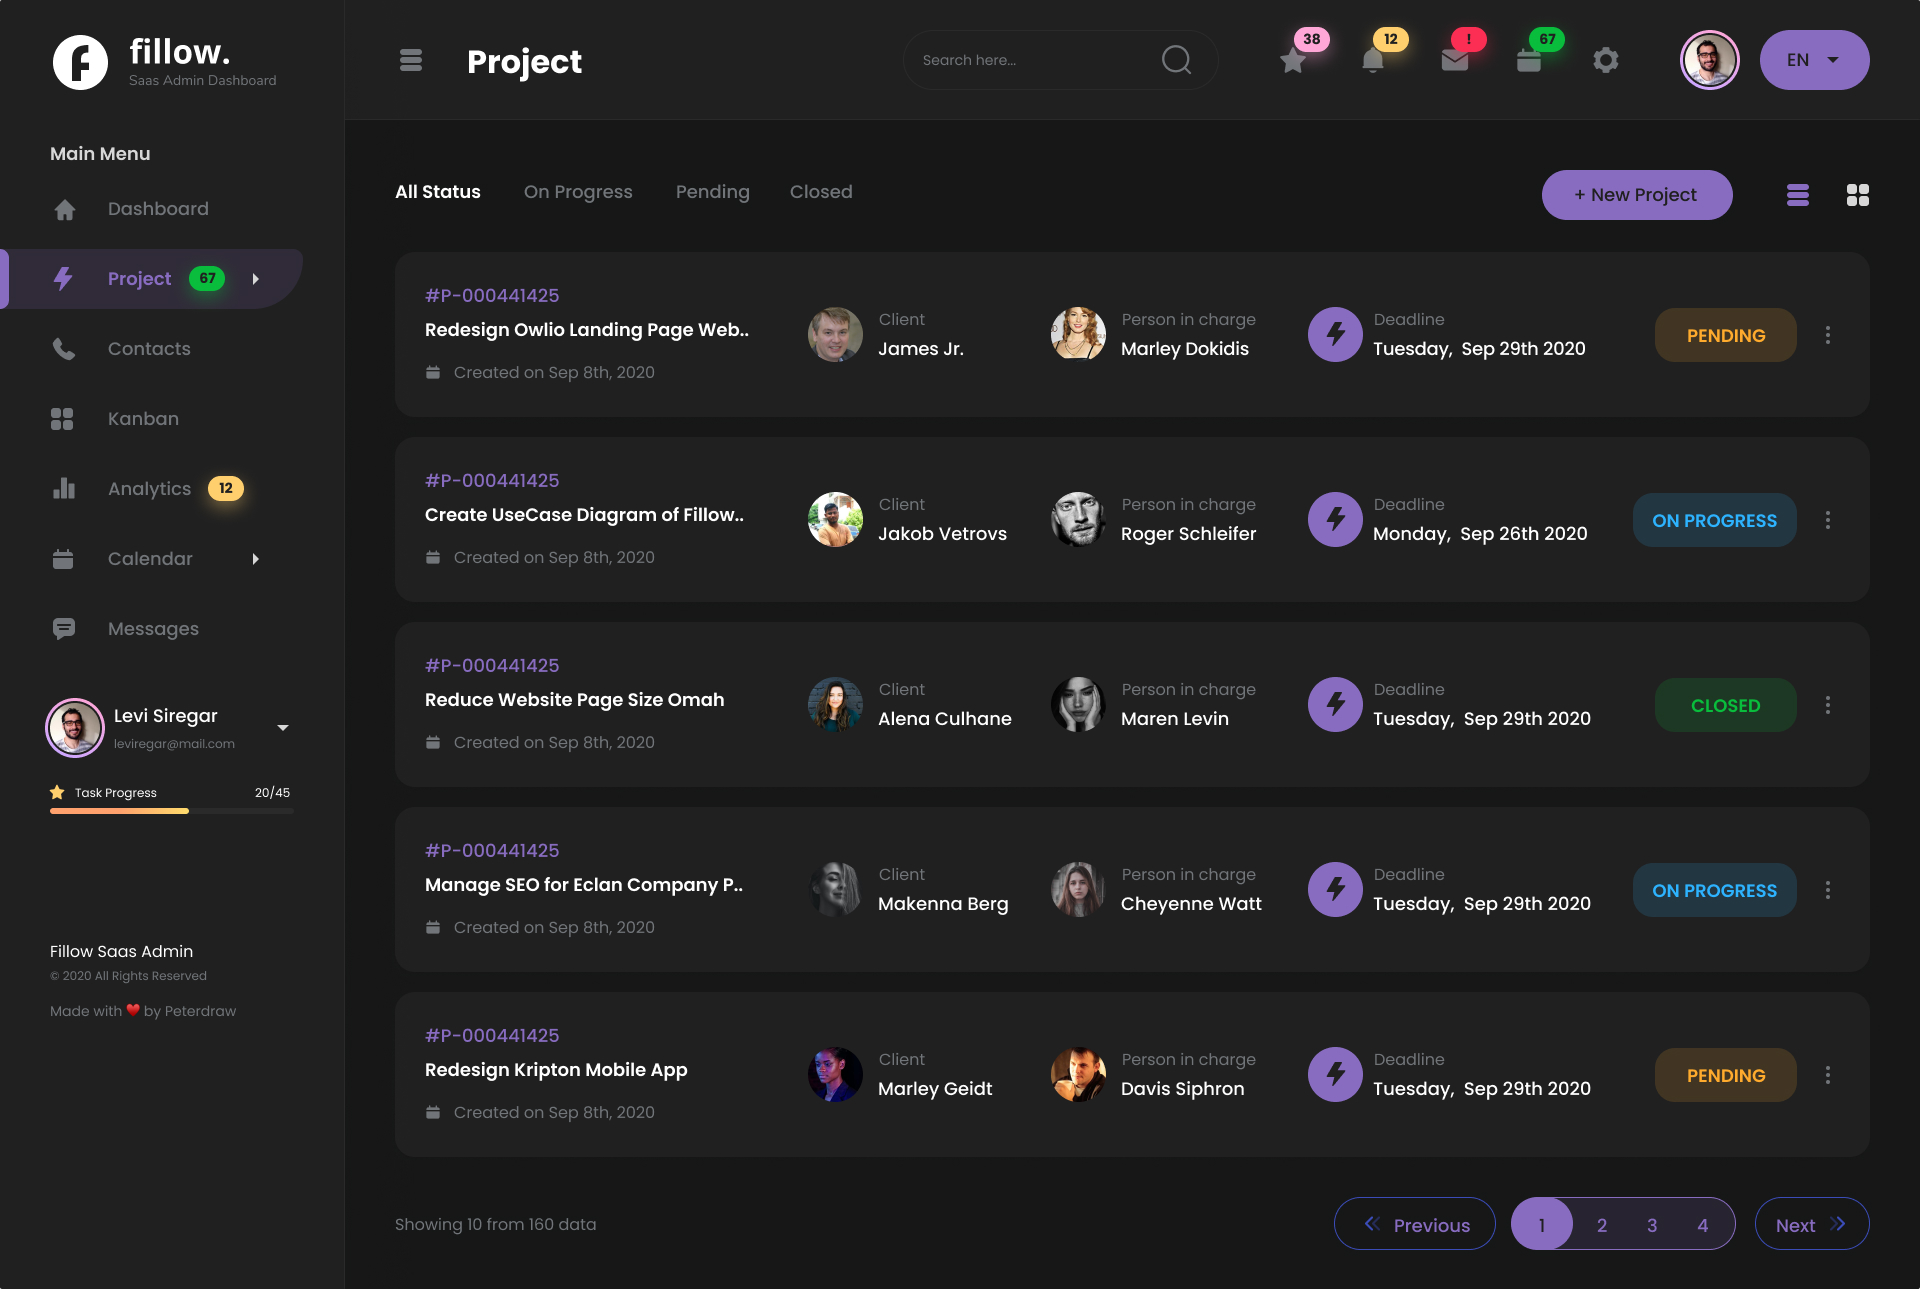 fillow.
Saas Admin Dashboard
Main Menu
Dashboard
Project 67
Contacts
Kanban
Analytics 12
Calendar
Messages
Levi Siregar
leviregar@mail.com
Task Progress 20/45
Fillow Saas Admin
© 2020 All Rights Reserved
Made with ❤️ by Peterdraw
Project
Search here...
38
12
!
67
EN
All Status On Progress Pending Closed
+ New Project
#P-000441425
Redesign Owlio Landing Page Web..
Created on Sep 8th, 2020
Client
James Jr.
Person in charge
Marley Dokidis
Deadline
Tuesday, Sep 29th 2020
PENDING
#P-000441425
Create UseCase Diagram of Fillow..
Created on Sep 8th, 2020
Client
Jakob Vetrovs
Person in charge
Roger Schleifer
Deadline
Monday, Sep 26th 2020
ON PROGRESS
#P-000441425
Reduce Website Page Size Omah
Created on Sep 8th, 2020
Client
Alena Culhane
Person in charge
Maren Levin
Deadline
Tuesday, Sep 29th 2020
CLOSED
#P-000441425
Manage SEO for Eclan Company P..
Created on Sep 8th, 2020
Client
Makenna Berg
Person in charge
Cheyenne Watt
Deadline
Tuesday, Sep 29th 2020
ON PROGRESS
#P-000441425
Redesign Kripton Mobile App
Created on Sep 8th, 2020
Client
Marley Geidt
Person in charge
Davis Siphron
Deadline
Tuesday, Sep 29th 2020
PENDING
Showing 10 from 160 data
Previous 1 2 3 4 Next